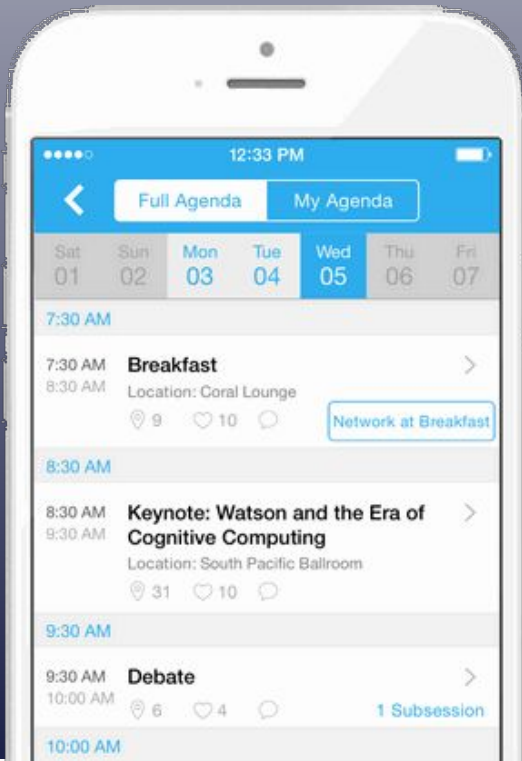 12:33 PM
Full Agenda My Agenda
Sat Sun Mon Tue Wed Thu Fri
01 02 03 04 05 06 07
7:30 AM
7:30 AM Breakfast
8:30 AM Location: Coral Lounge
9 10 Network at Breakfast
8:30 AM
8:30 AM Keynote: Watson and the Era of
9:30 AM Cognitive Computing
Location: South Pacific Ballroom
31 10
9:30 AM
9:30 AM Debate
10:00 AM 6 4 1 Subsession
10:00 AM